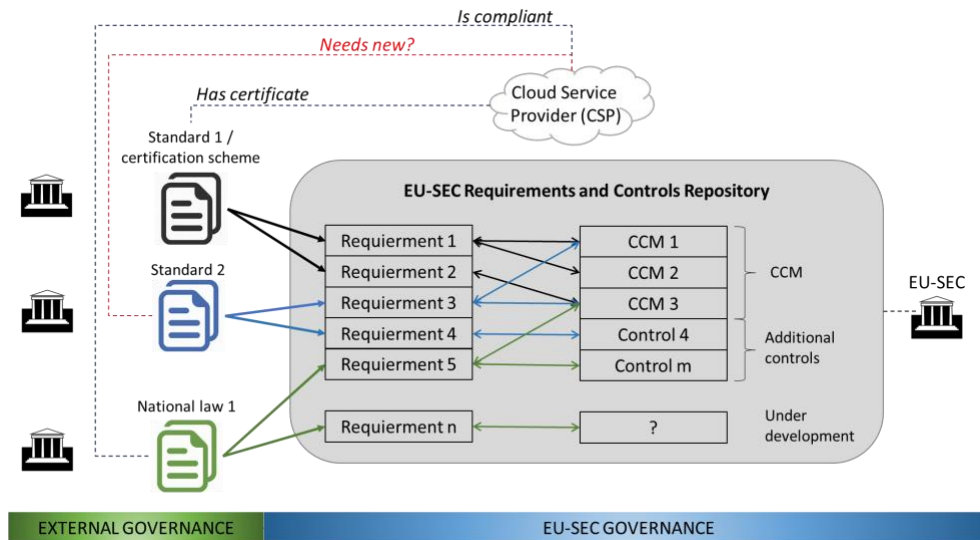 Is compliant
Needs new?
Has certificate
Cloud Service
Provider (CSP)
Standard 1 /
certification scheme
EU-SEC Requirements and Controls Repository
Requierment 1
CCM 1
Requierment 2
CCM 2
CCM
Standard 2
Requierment 3
CCM 3
EU-SEC
Requierment 4
Control 4
Additional
controls
Requierment 5
Control m
National law 1
Requierment n
?
Under
development
EXTERNAL GOVERNANCE
EU-SEC GOVERNANCE